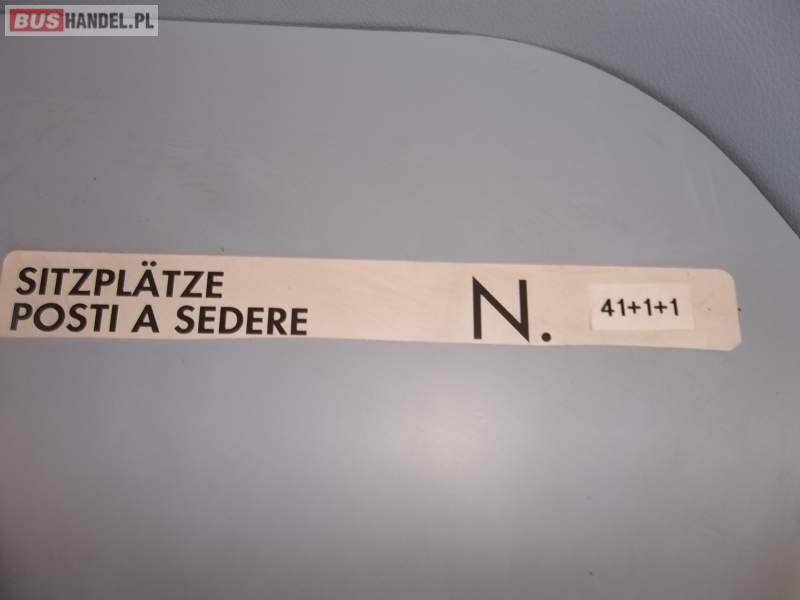 BUSHANDEL.PL
SITZPLÄTZE
POSTI A SEDERE
N. 41+1+1